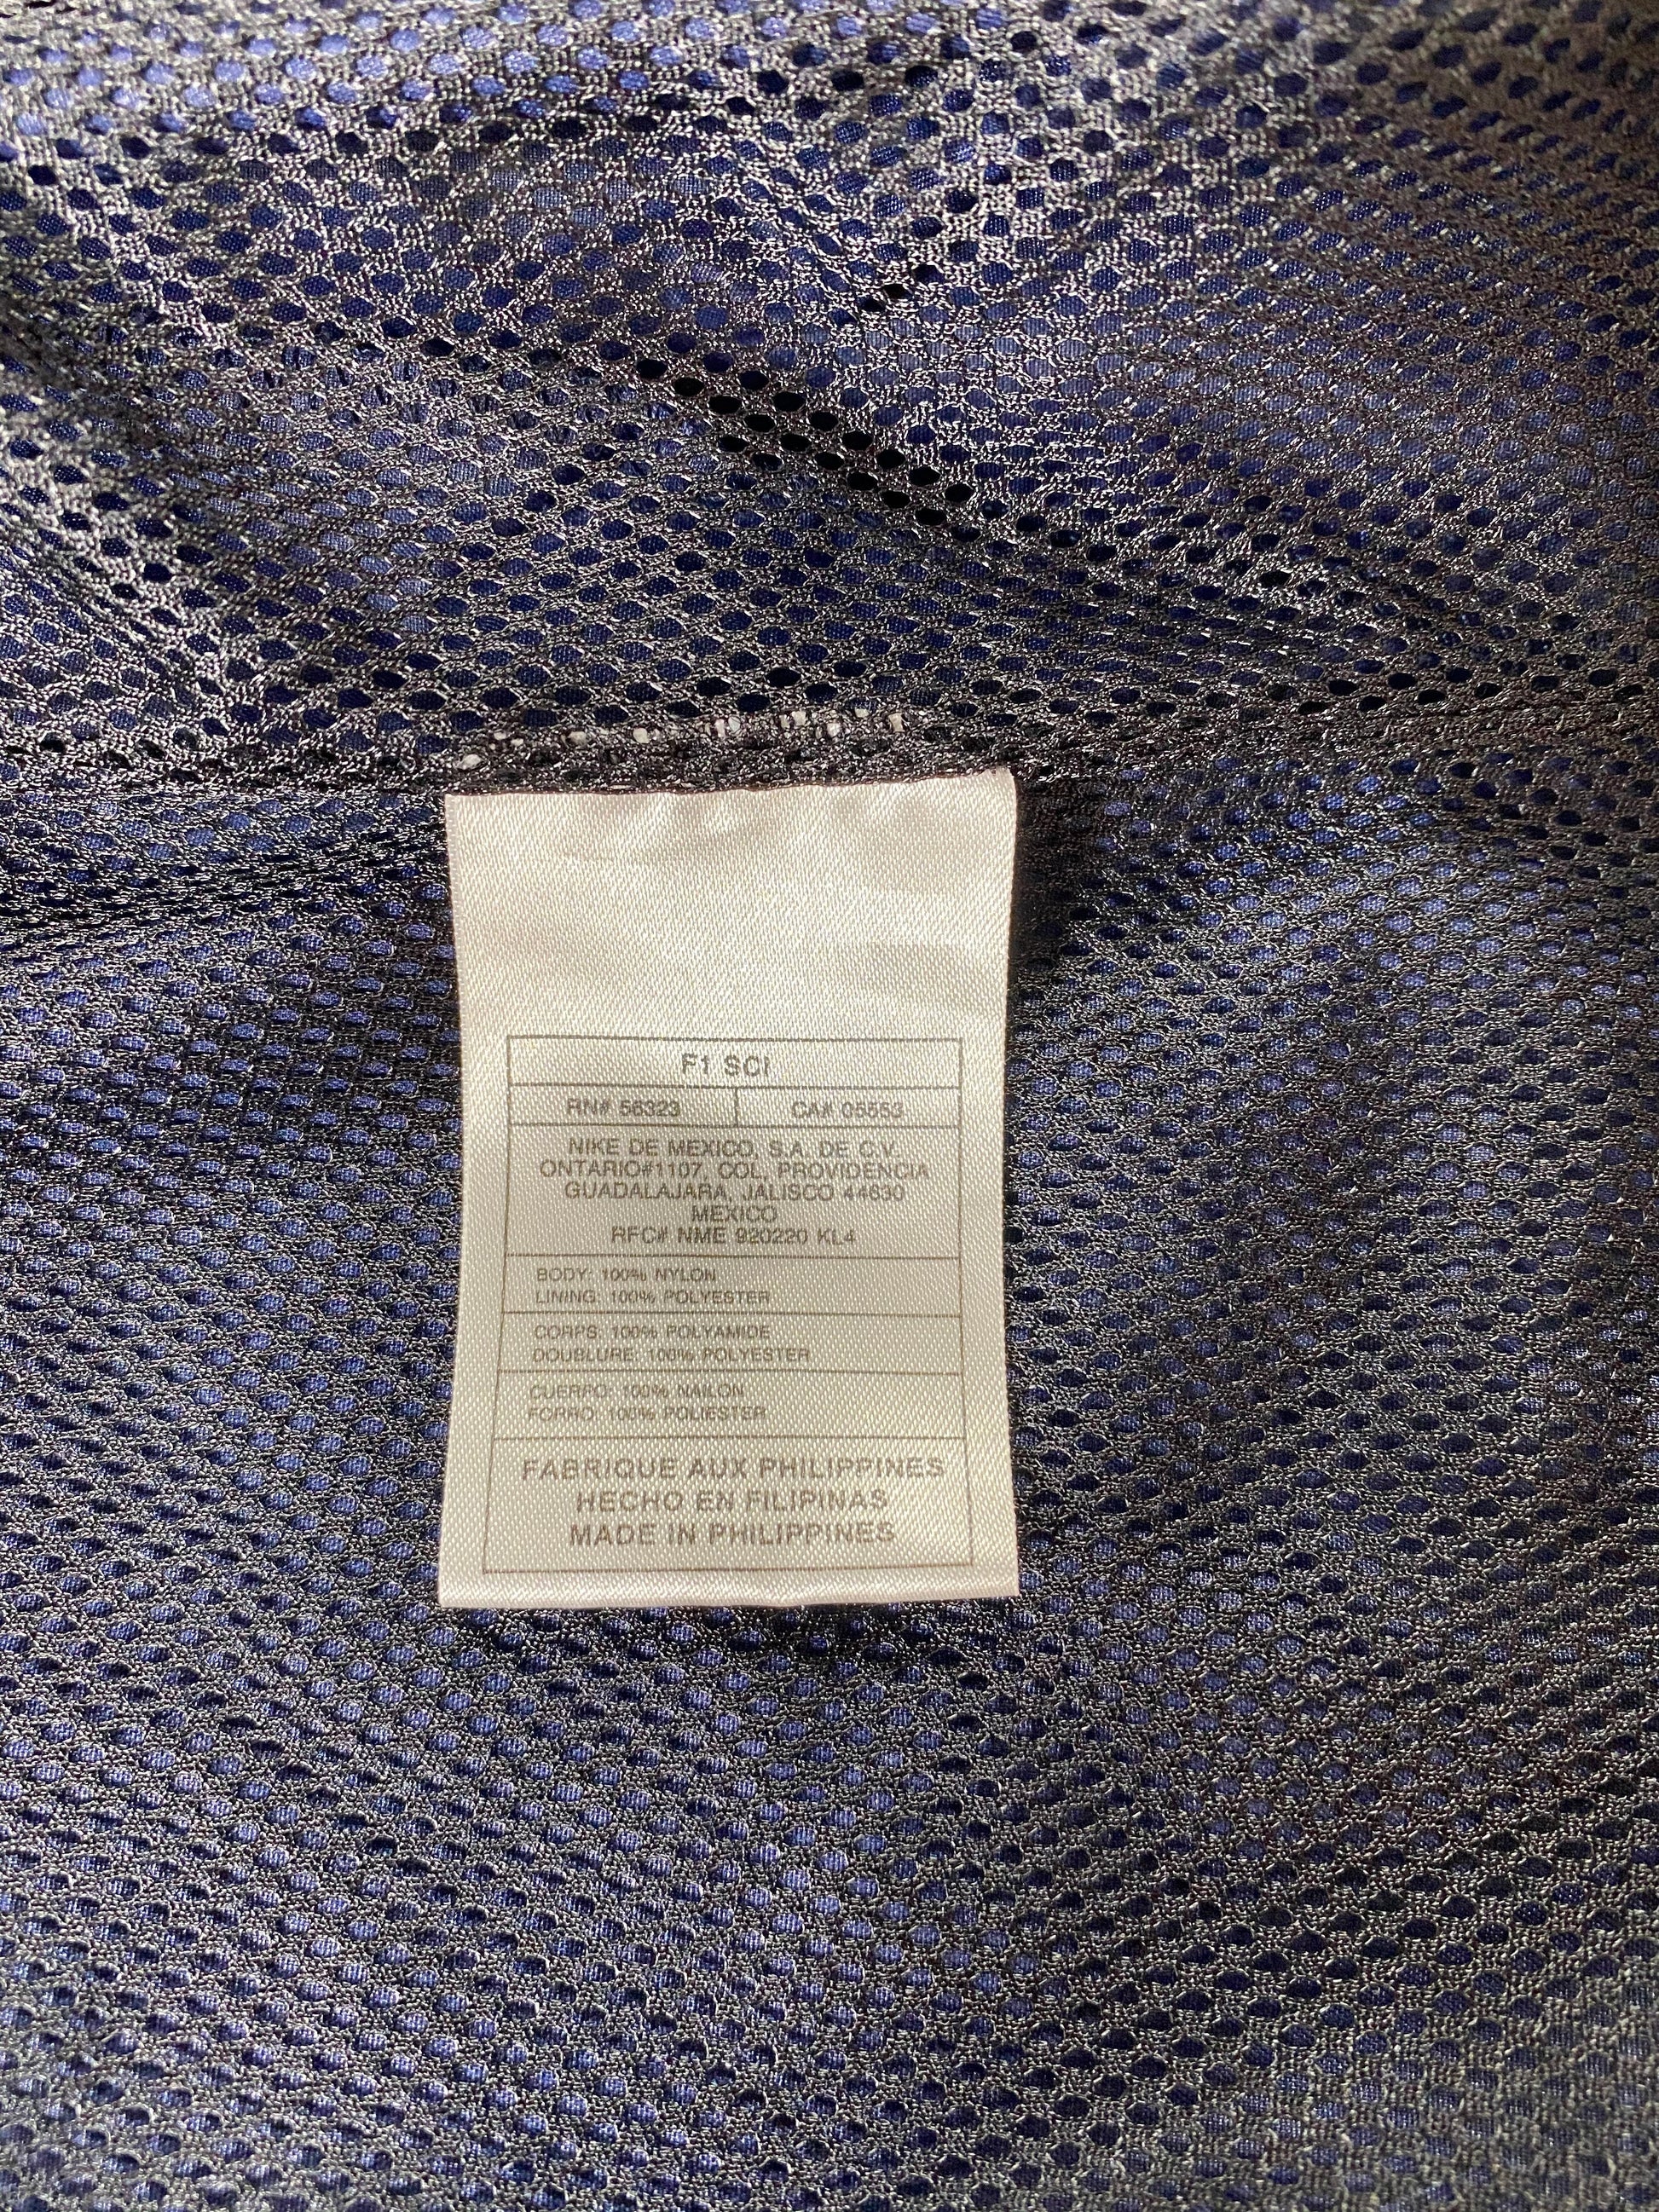 F1 SCI
RN# 56323 CA# 05553
NIKE DE MEXICO, S.A. DE C.V.
ONTARIO#1107, COL. PROVIDENCIA
GUADALAJARA, JALISCO 44630
MEXICO
RFC# NME 920220 KL4
BODY: 100% NYLON
LINING: 100% POLYESTER
CORPS: 100% POLYAMIDE
DOUBLURE: 100% POLYESTER
CUERPO: 100% NAILON
FORRO: 100% POLIESTER
FABRIQUE AUX PHILIPPINES
HECHO EN FILIPINAS
MADE IN PHILIPPINES